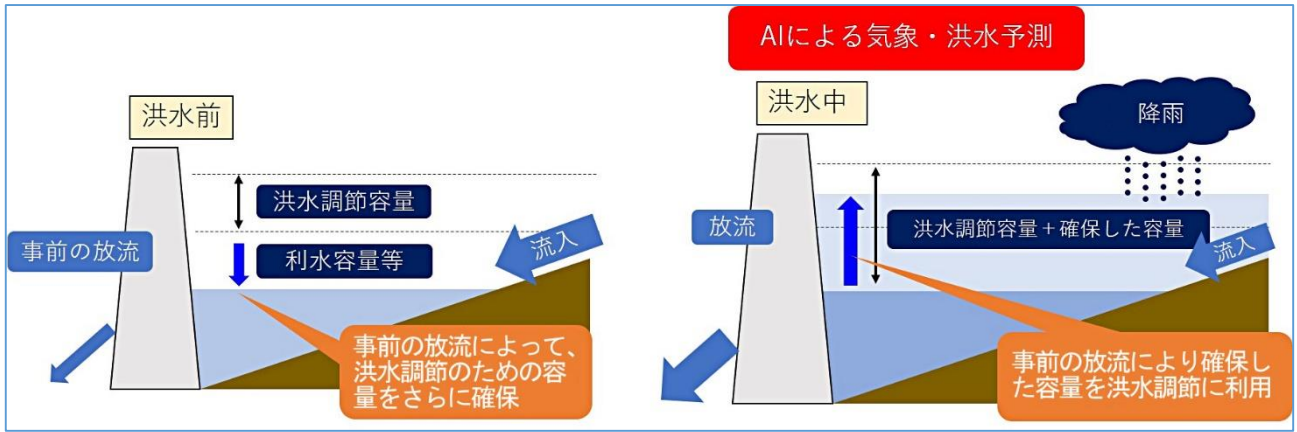 洪水前
洪水調節容量
事前の放流
利水容量等
流入
事前の放流によって、
洪水調節のための容
量をさらに確保
AIによる気象・洪水予測
洪水中
降雨
放流
洪水調節容量+確保した容量
流入
事前の放流により確保し
た容量を洪水調節に利用